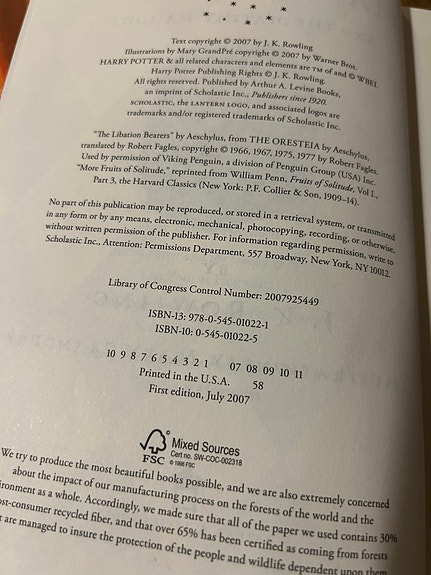 Text copyright © 2007 by J. K. Rowling
Illustrations by Mary GrandPré copyright © 2007 by Warner Bros.
HARRY POTTER & all related characters and elements are TM of and © WBEI.
Harry Potter Publishing Rights © J. K. Rowling.
All rights reserved. Published by Arthur A. Levine Books,
an imprint of Scholastic Inc., Publishers since 1920.
SCHOLASTIC, the LANTERN LOGO, and associated logos are
trademarks and/or registered trademarks of Scholastic Inc.
"The Libation Bearers" by Aeschylus, from THE ORESTEIA by Aeschylus,
translated by Robert Fagles, copyright © 1966, 1967, 1975, 1977 by Robert Fagles.
Used by permission of Viking Penguin, a division of Penguin Group (USA) Inc.
"More Fruits of Solitude," reprinted from William Penn, Fruits of Solitude, Vol I.,
Part 3, the Harvard Classics (New York: P.F. Collier & Son, 1909–14).
No part of this publication may be reproduced, or stored in a retrieval system, or transmitted
in any form or by any means, electronic, mechanical, photocopying, recording, or otherwise,
without written permission of the publisher. For information regarding permission, write to
Scholastic Inc., Attention: Permissions Department, 557 Broadway, New York, NY 10012.
Library of Congress Control Number: 2007925449
ISBN-13: 978-0-545-01022-1
ISBN-10: 0-545-01022-5
10 9 8 7 6 5 4 3 2 1 07 08 09 10 11
Printed in the U.S.A. 58
First edition, July 2007
FSC Mixed Sources
Cert no. SW-COC-002318
© 1996 FSC
We try to produce the most beautiful books possible, and we are also extremely concerned
about the impact of our manufacturing process on the forests of the world and the
ironment as a whole. Accordingly, we made sure that all of the paper we used contains 30%
ost-consumer recycled fiber, and that over 65% has been certified as coming from forests
are managed to insure the protection of the people and wildlife dependent upon them.